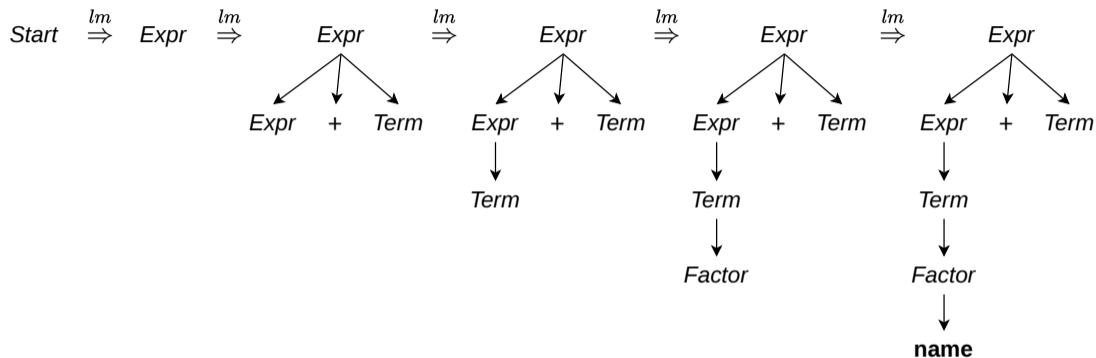 Start lm ⇒ Expr lm ⇒ Expr lm ⇒ Expr lm ⇒ Expr lm ⇒ Expr
Expr + Term Expr + Term Expr + Term Expr + Term
Term Term Term
Factor Factor
name